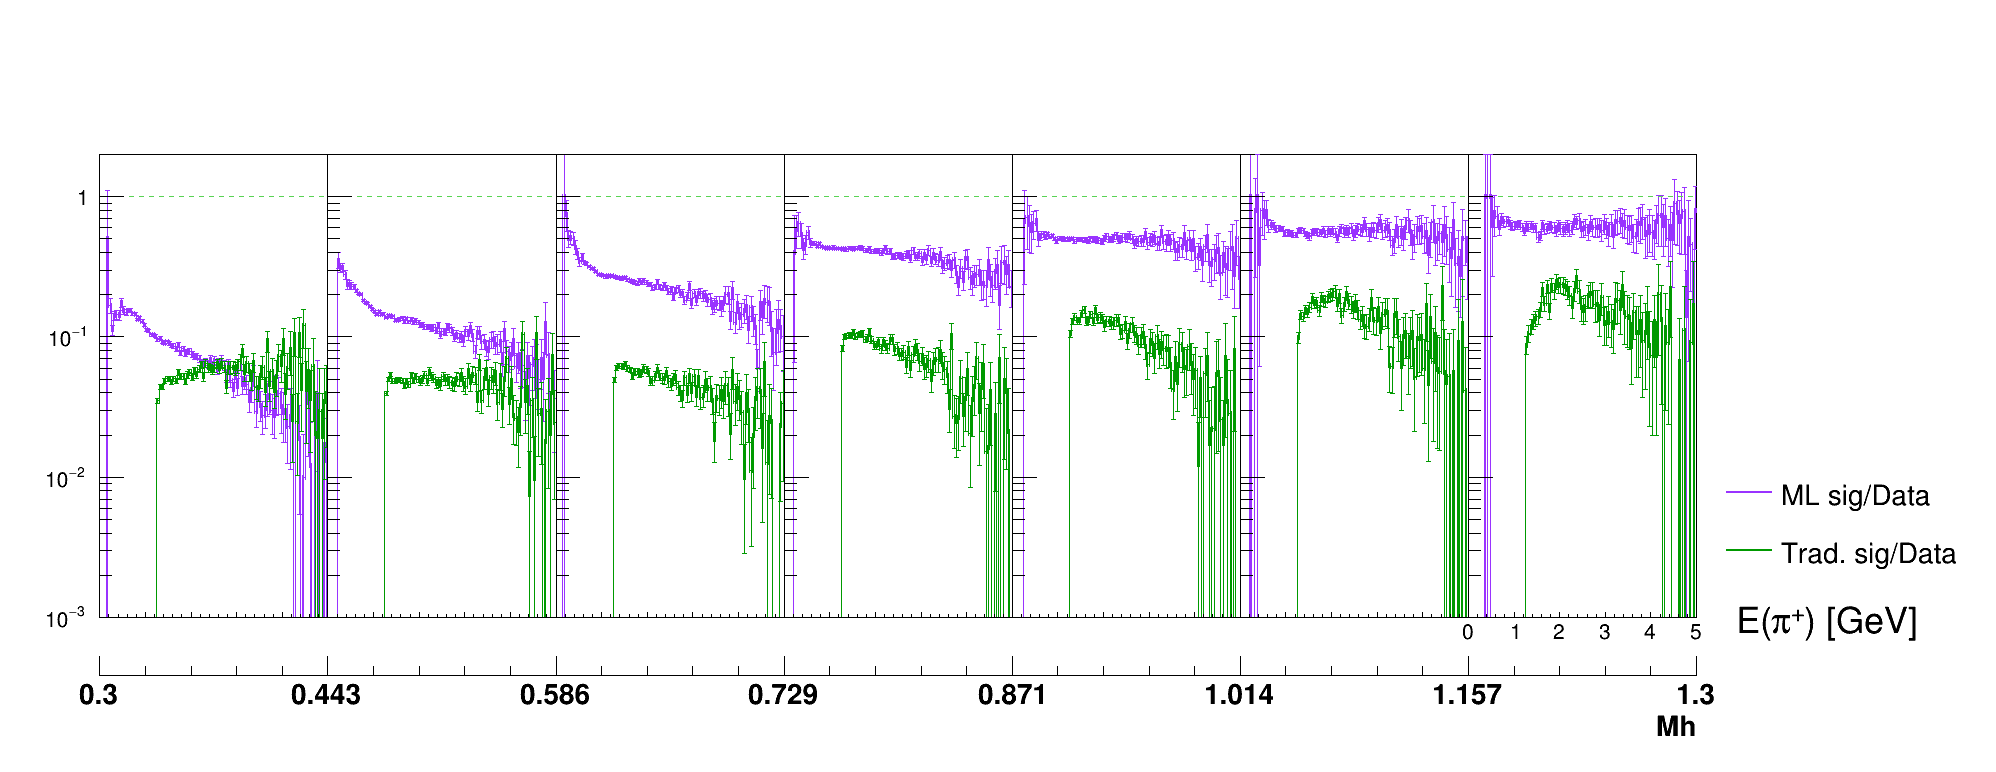 1
10⁻¹
10⁻²
10⁻³
ML sig/Data
Trad. sig/Data
0 1 2 3 4 5
E(π⁺) [GeV]
0.3 0.443 0.586 0.729 0.871 1.014 1.157 1.3
Mh